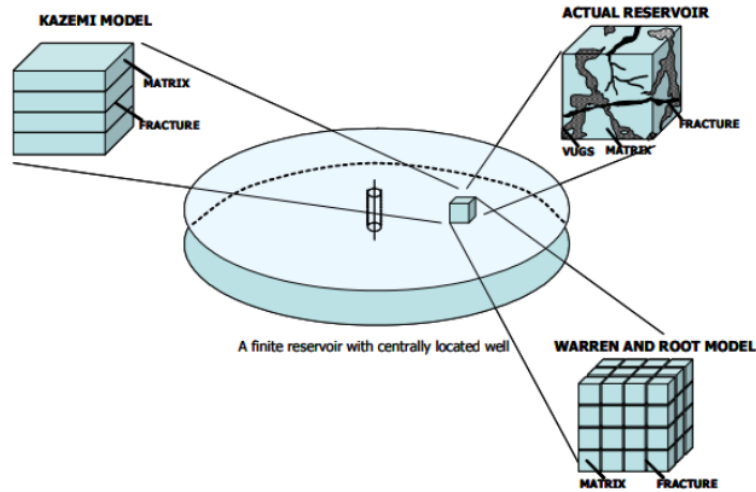 KAZEMI MODEL
MATRIX
FRACTURE
ACTUAL RESERVOIR
FRACTURE
VUGS
MATRIX
A finite reservoir with centrally located well
WARREN AND ROOT MODEL
MATRIX
FRACTURE